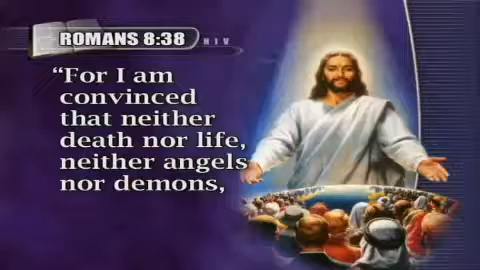 ROMANS 8:38 NIV
“For I am
convinced
that neither
death nor life,
neither angels
nor demons,